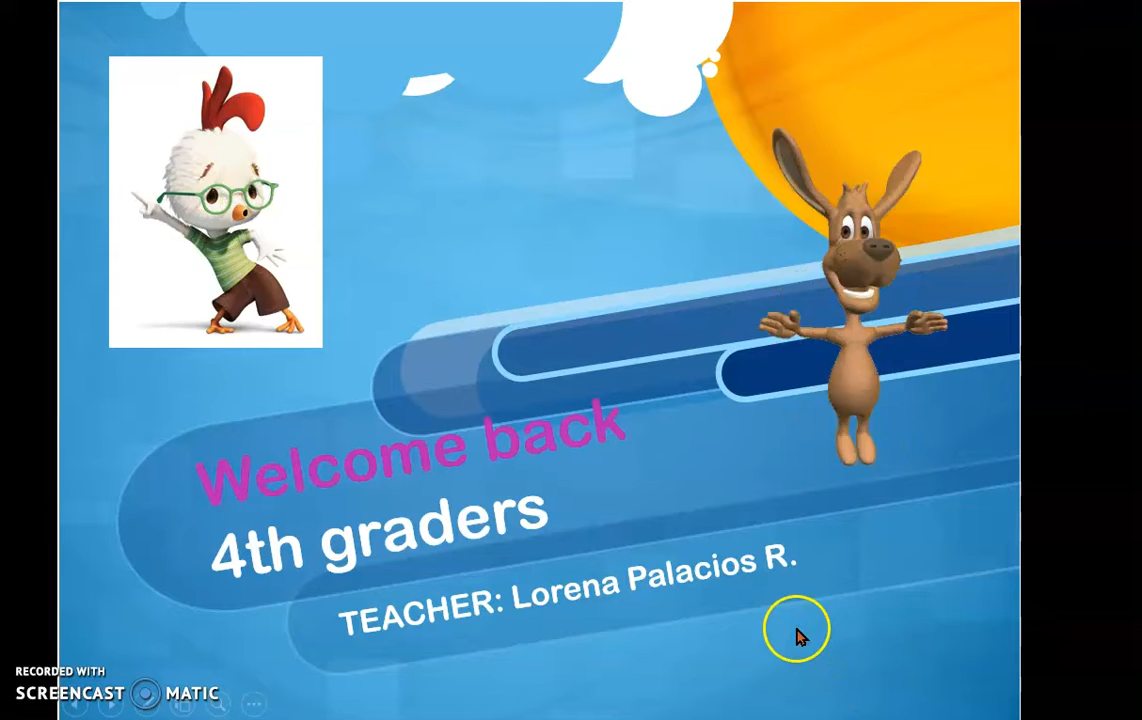 Welcome back
4th graders
TEACHER: Lorena Palacios R.
RECORDED WITH
SCREENCAST MATIC